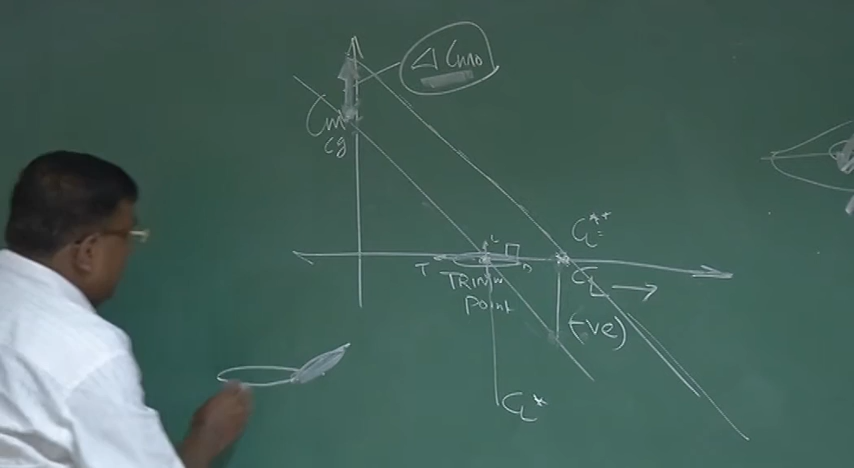 Δ Cmo
Cm
cg
CL**
T
TRIM
Point
CL
(-ve)
CL*